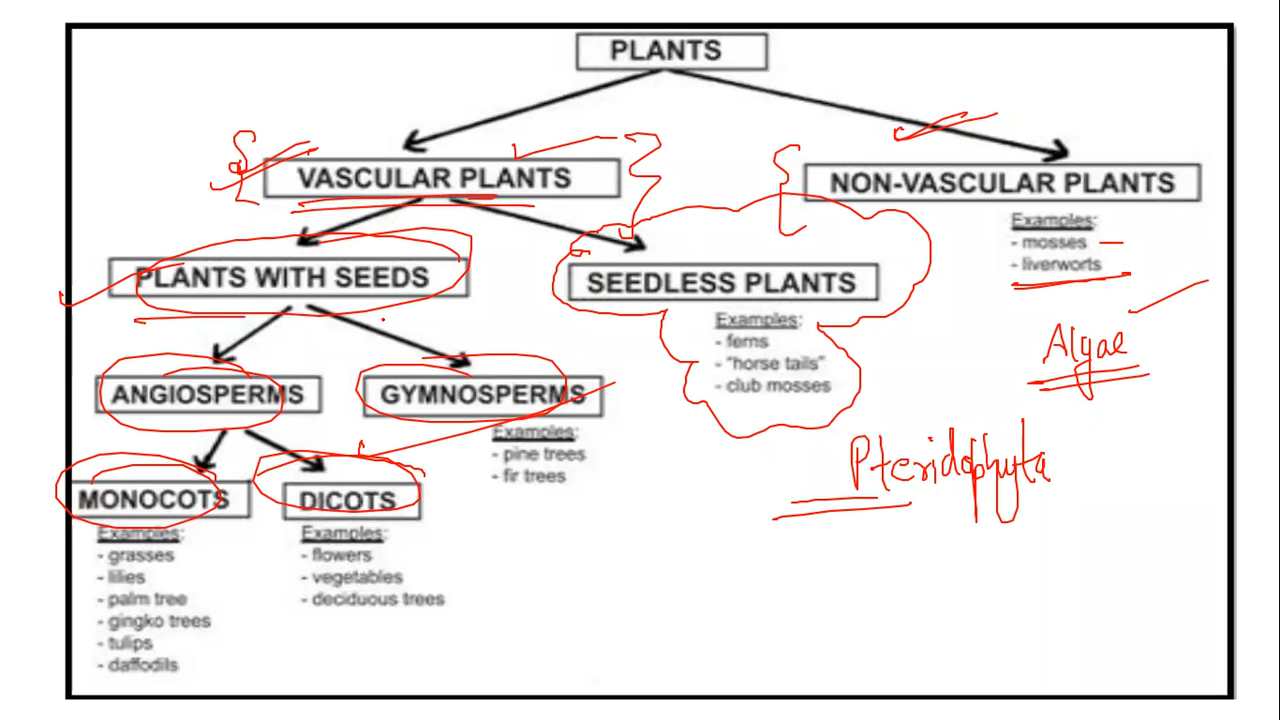 PLANTS
VASCULAR PLANTS
NON-VASCULAR PLANTS
Examples:
- mosses
- liverworts
PLANTS WITH SEEDS
SEEDLESS PLANTS
Examples:
- ferns
- "horse tails"
- club mosses
Algae
ANGIOSPERMS
GYMNOSPERMS
Examples:
- pine trees
- fir trees
Pteridophyta
MONOCOTS
Examples:
- grasses
- lilies
- palm tree
- gingko trees
- tulips
- daffodils
DICOTS
Examples:
- flowers
- vegetables
- deciduous trees